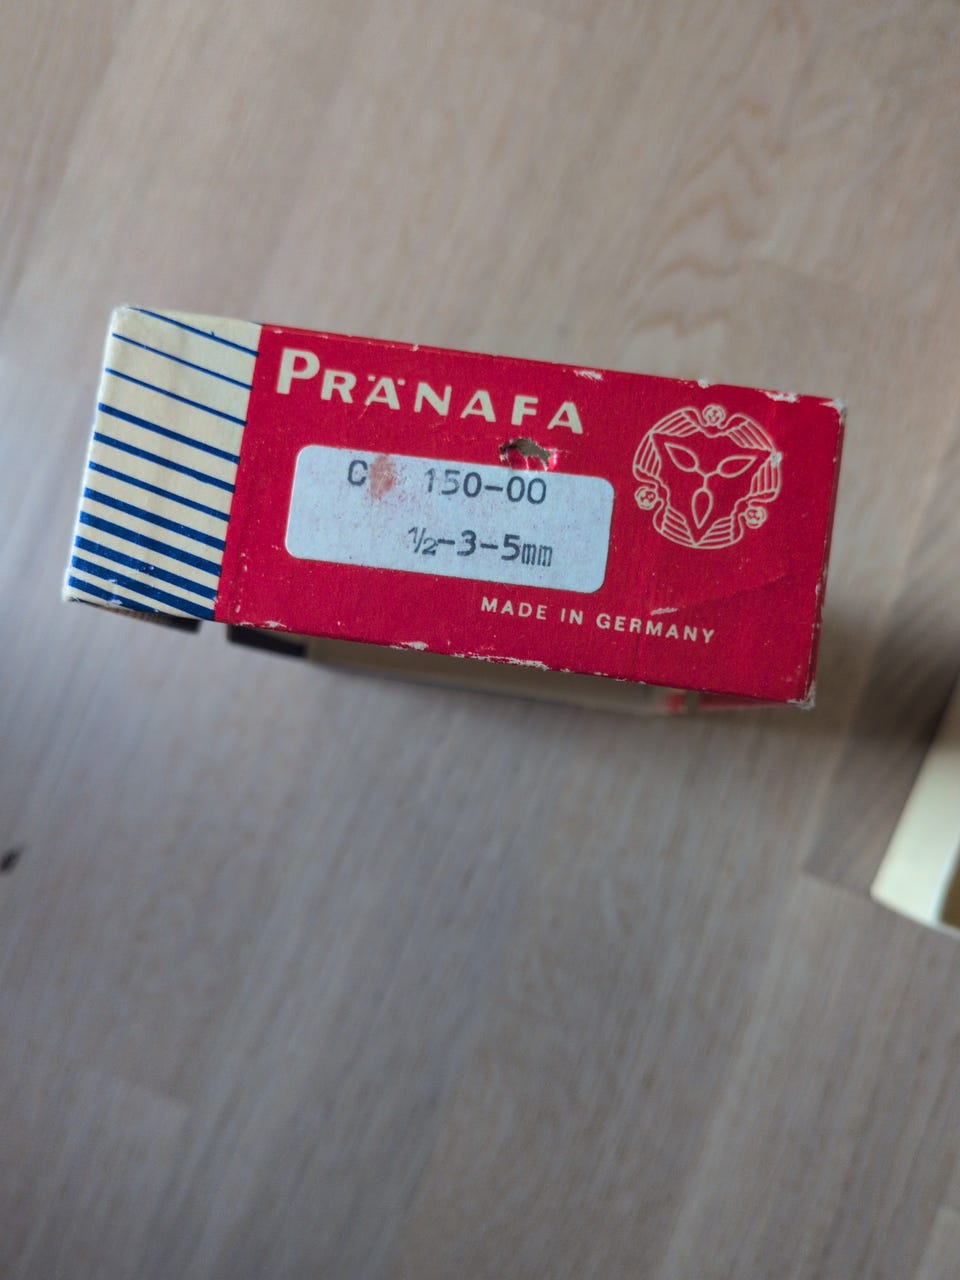 PRÄNAFA
C 150-00
½-3-5mm
MADE IN GERMANY